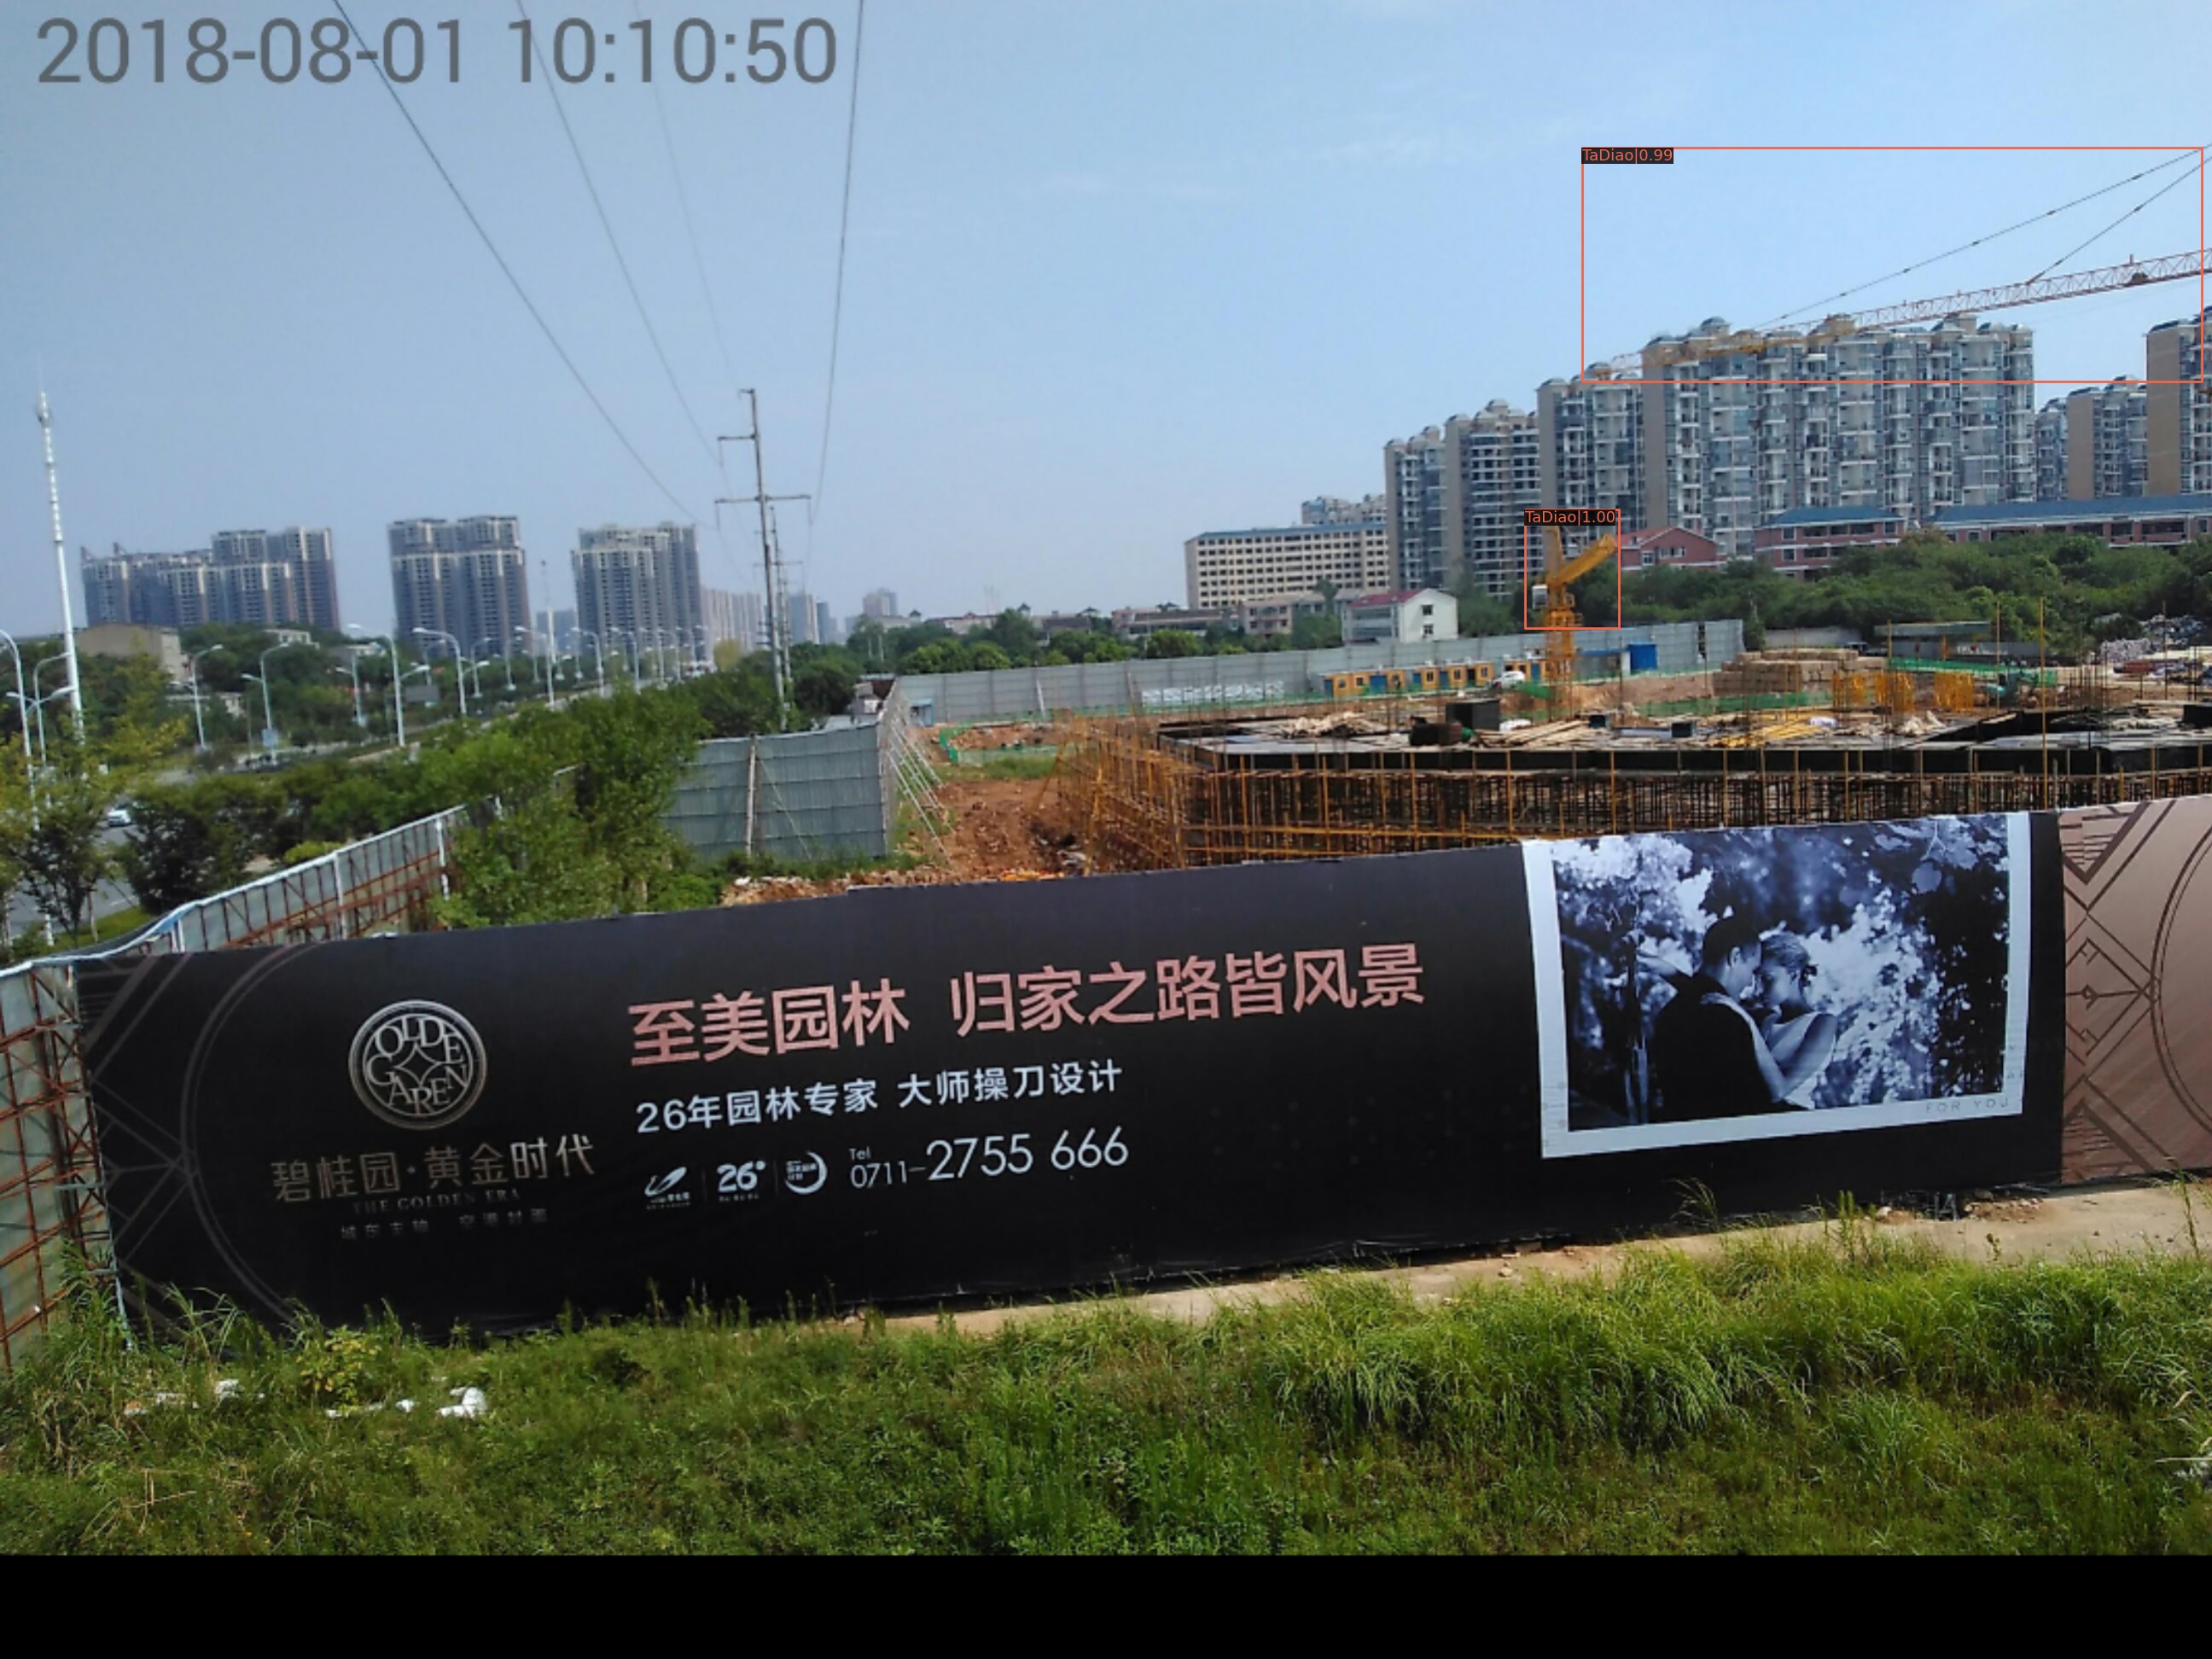 2018-08-01 10:10:50
TaDiao|0.99
TaDiao|1.00
GOLDEN GARDEN
至美园林 归家之路皆风景
26年园林专家 大师操刀设计
碧桂园·黄金时代
THE GOLDEN ERA
26°
Tel
0711-2755 666
FOR YOU